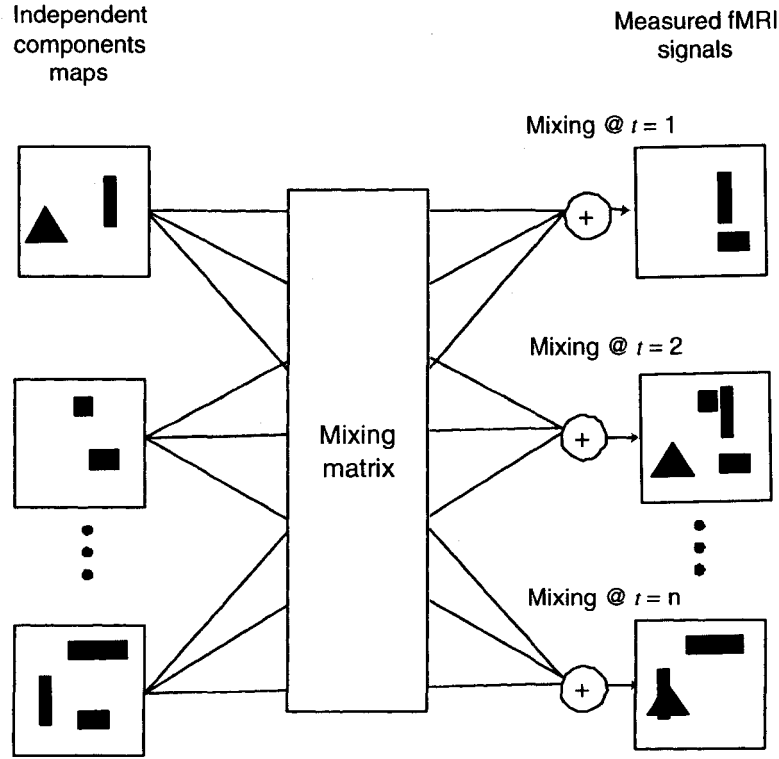 Independent
components
maps
Measured fMRI
signals
Mixing @ t = 1
+
Mixing @ t = 2
+
Mixing
matrix
Mixing @ t = n
+